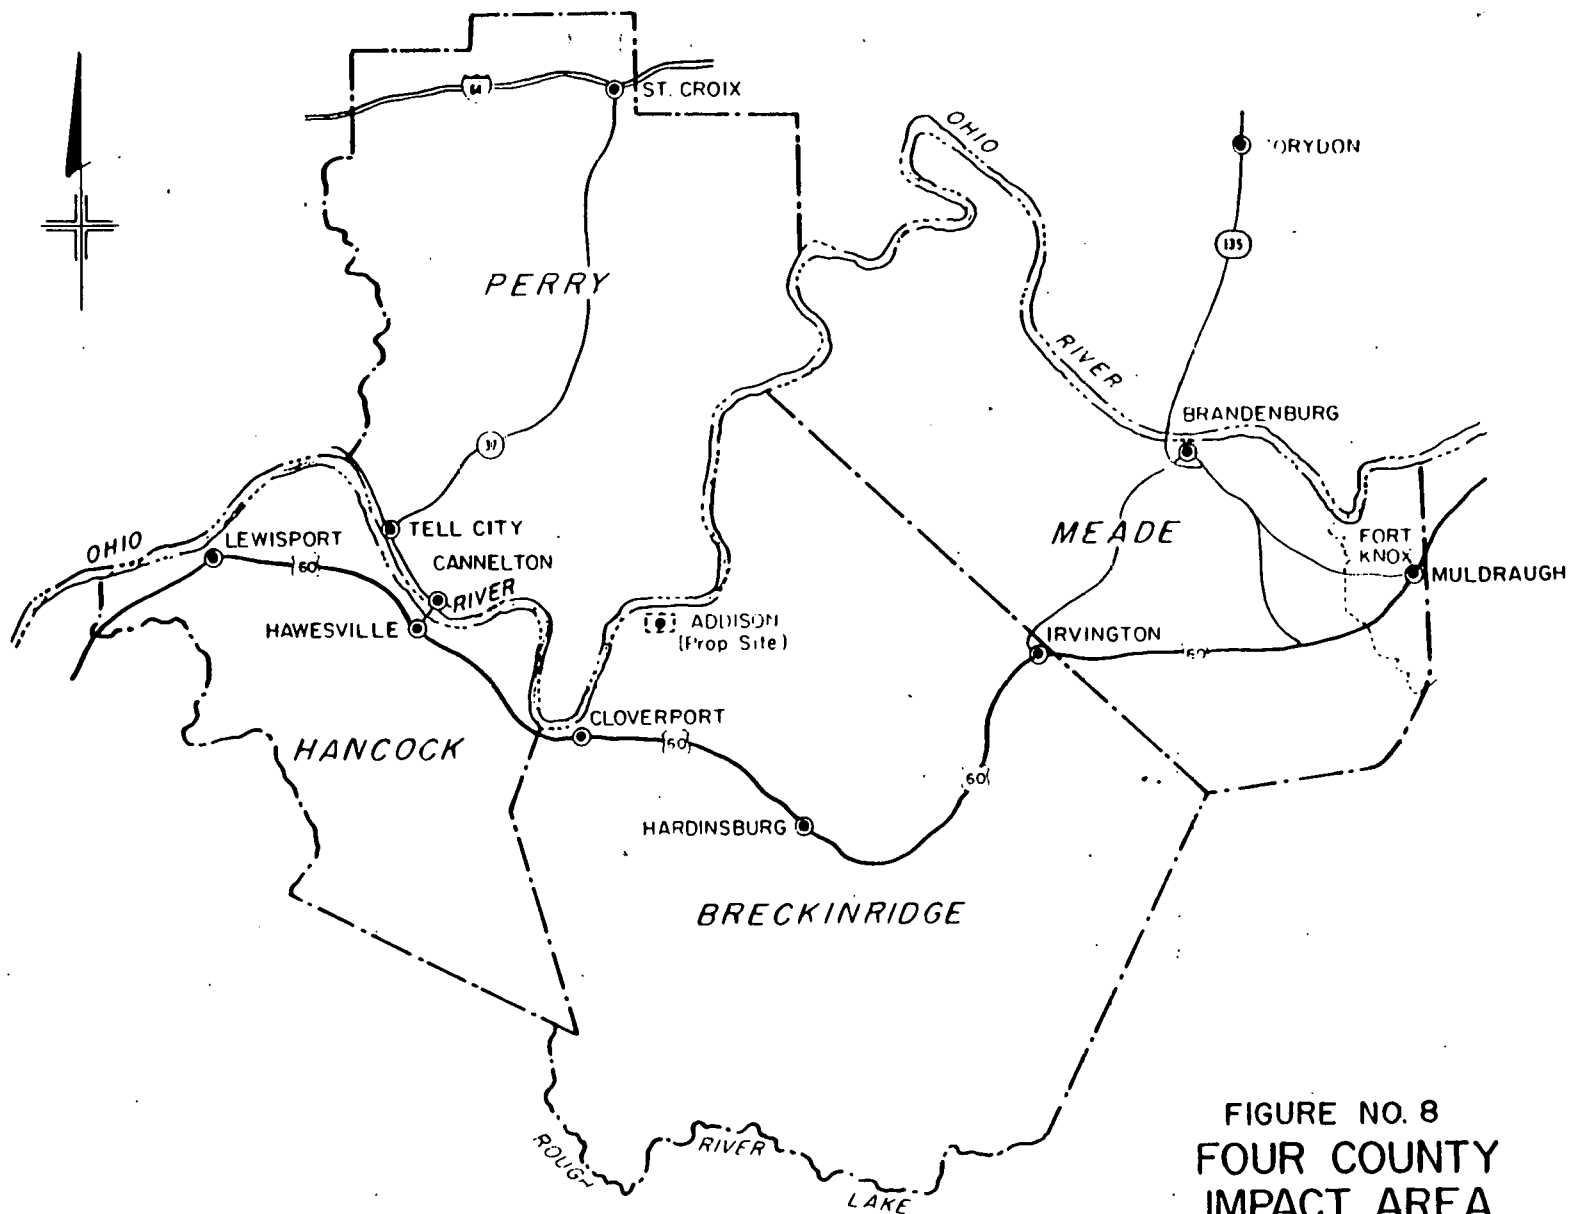 64
ST. CROIX
OHIO
ORYDON
135
PERRY
RIVER
BRANDENBURG
37
TELL CITY
MEADE
OHIO
LEWISPORT
60
CANNELTON
RIVER
FORT
KNOX
MULDRAUGH
HAWESVILLE
ADDISON
(Prop Site)
IRVINGTON
60
CLOVERPORT
60
HANCOCK
60
HARDINSBURG
BRECKINRIDGE
FIGURE NO. 8
FOUR COUNTY
IMPACT AREA
ROUGH
RIVER
LAKE